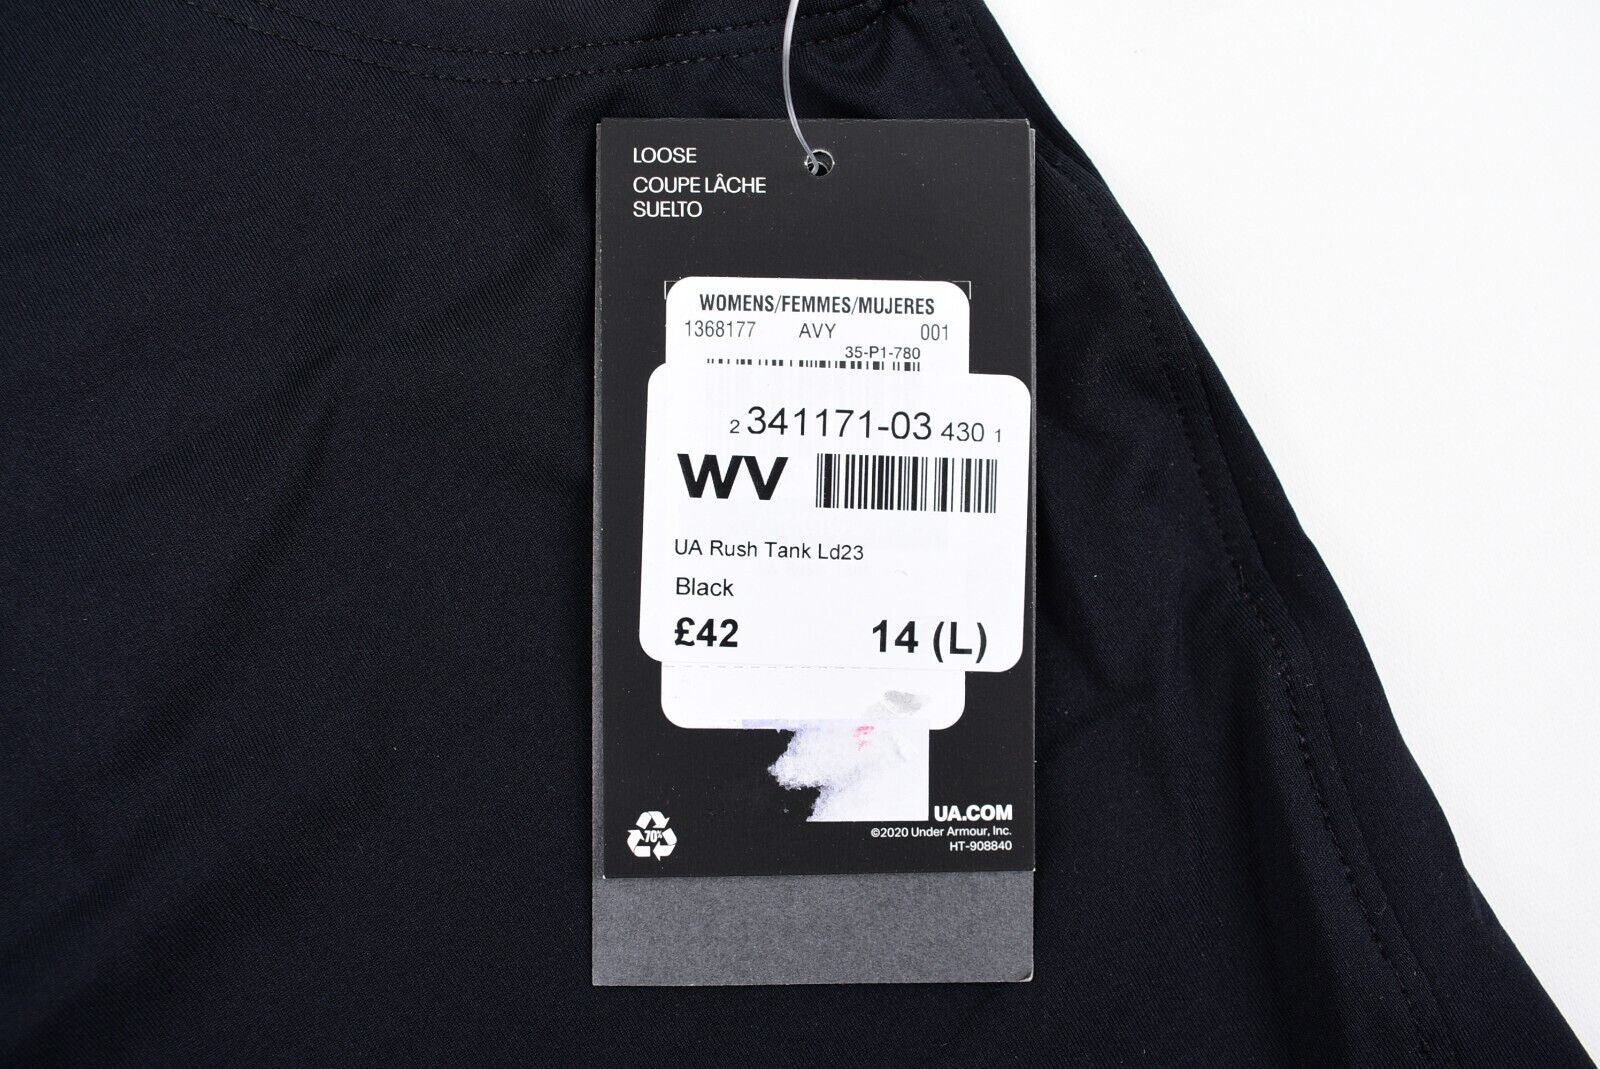 LOOSE
COUPE LÂCHE
SUELTO
WOMENS/FEMMES/MUJERES
1368177 AVY 001
35-P1-780
2 341171-03 430 1
WV
UA Rush Tank Ld23
Black
£42 14 (L)
70%
UA.COM
©2020 Under Armour, Inc.
HT-908840